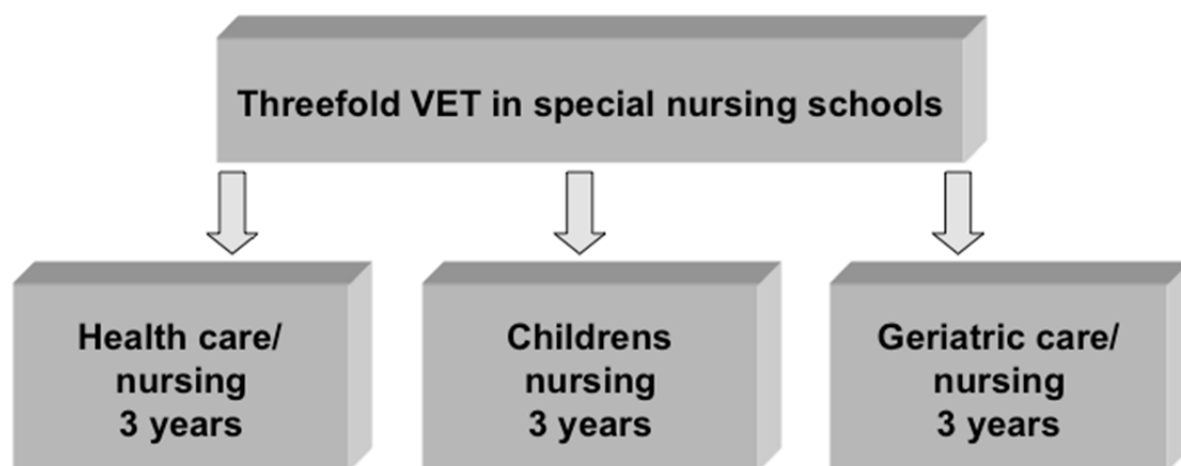 Threefold VET in special nursing schools
Health care/
nursing
3 years
Childrens
nursing
3 years
Geriatric care/
nursing
3 years